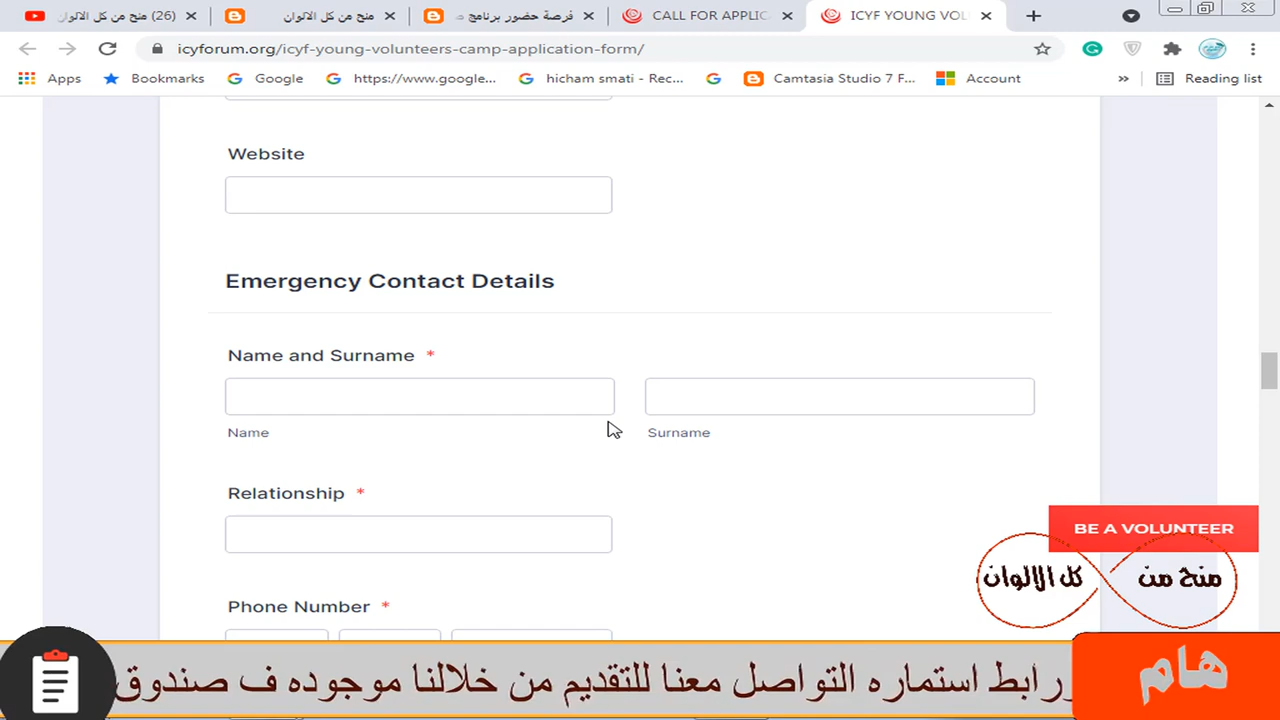 (26) منح من كل الالوان
منح من كل الالوان
فرصة حضور برنامج
CALL FOR APPLIC
ICYF YOUNG VOL
icyforum.org/icyf-young-volunteers-camp-application-form/
Apps
Bookmarks
Google
https://www.google...
hicham smati - Rec...
Camtasia Studio 7 F...
Account
»
Reading list
Website
Emergency Contact Details
Name and Surname *
Name
Surname
Relationship *
BE A VOLUNTEER
منح من كل الالوان
Phone Number *
رابط استماره التواصل معنا للتقديم من خلالنا موجوده ف صندوق
هام